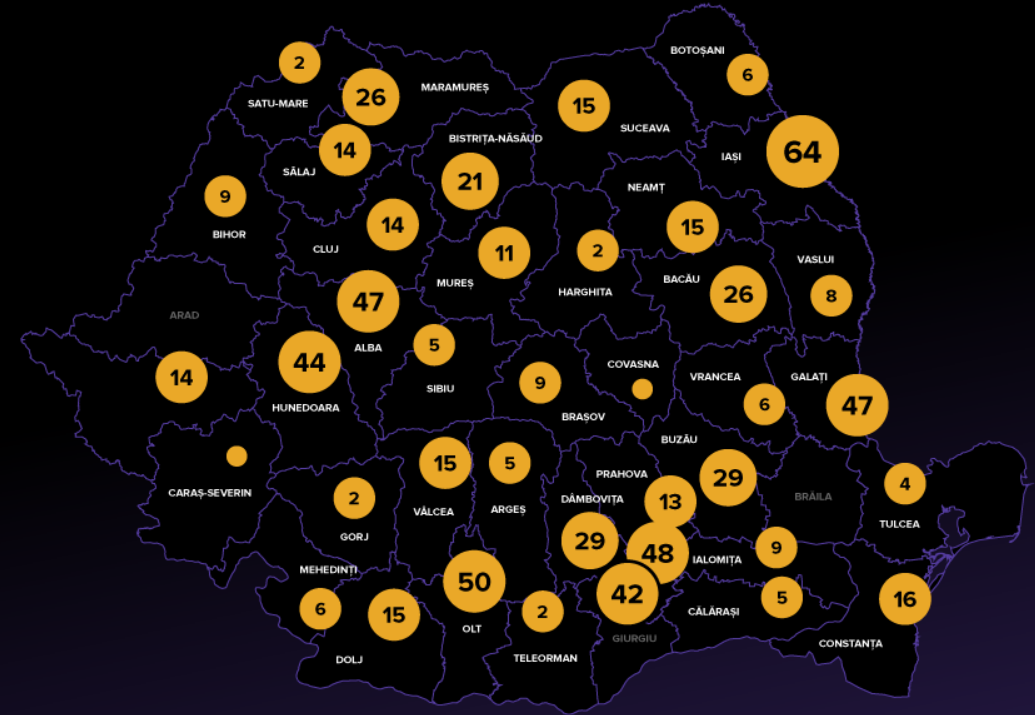 BOTOȘANI
2
6
MARAMUREȘ
26
SATU-MARE
15
SUCEAVA
BISTRIȚA-NĂSĂUD
14
IAȘI
64
SĂLAJ
21
NEAMȚ
9
14
15
BIHOR
CLUJ
11
2
VASLUI
MUREȘ
BACĂU
HARGHITA
26
8
47
ARAD
ALBA
5
44
COVASNA
14
SIBIU
9
VRANCEA
GALAȚI
HUNEDOARA
BRAȘOV
6
47
BUZĂU
15
5
PRAHOVA
29
CARAȘ-SEVERIN
2
DÂMBOVIȚA
13
BRĂILA
4
VÂLCEA
ARGEȘ
TULCEA
GORJ
29
48
IALOMIȚA
9
MEHEDINȚI
50
42
5
6
15
2
CĂLĂRAȘI
16
OLT
GIURGIU
CONSTANȚA
DOLJ
TELEORMAN